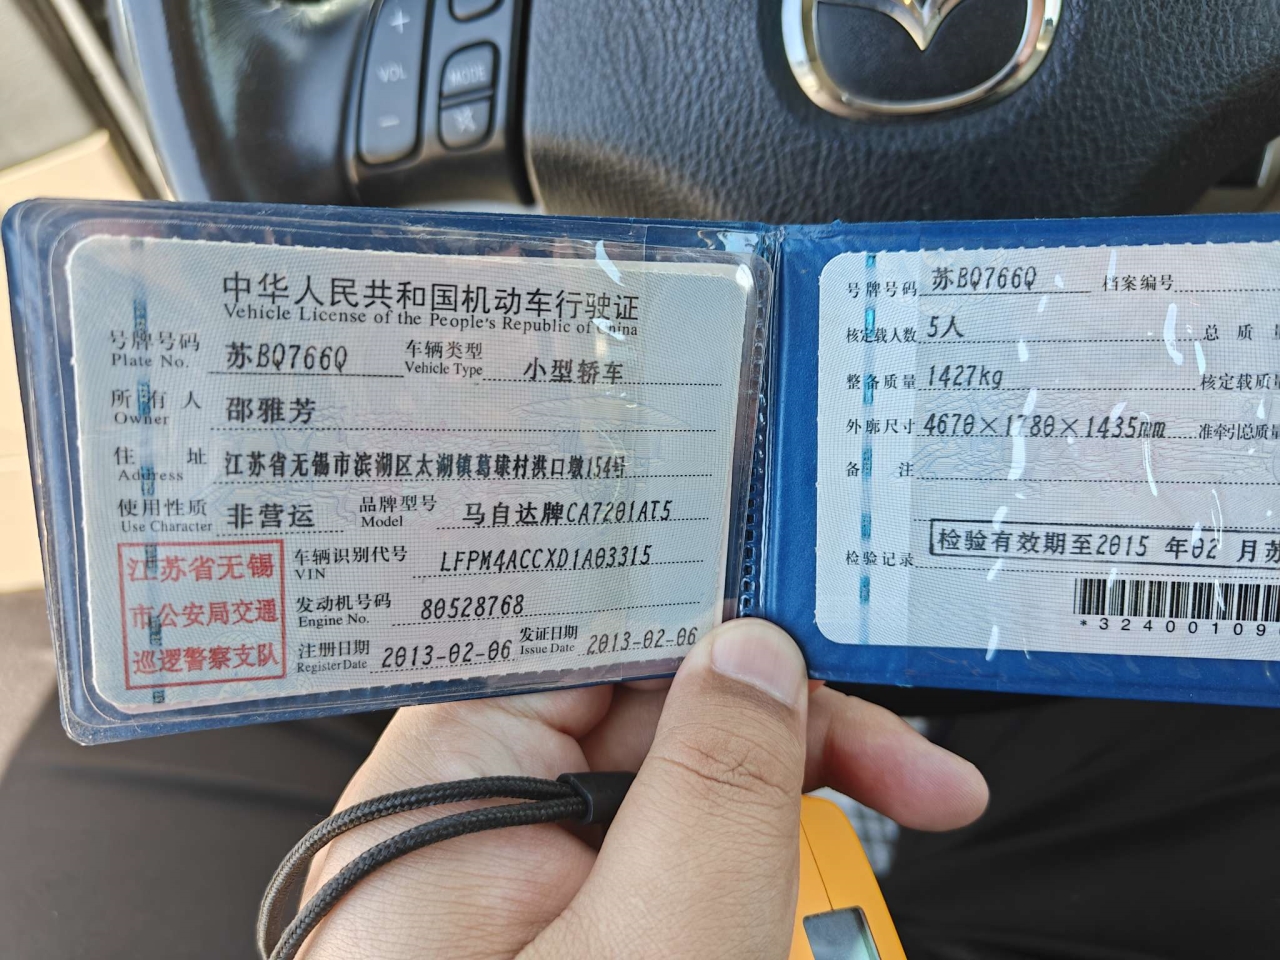 +
VOL
MODE
−
中华人民共和国机动车行驶证
Vehicle License of the People's Republic of China
号牌号码 苏BQ766Q 车辆类型 小型轿车
Plate No. Vehicle Type
所有人 邵雅芳
Owner
住址 江苏省无锡市滨湖区太湖镇葛埭村洪口墩154号
Address
使用性质 非营运 品牌型号 马自达牌CA7201AT5
Use Character Model
江苏省无锡
市公安局交通
巡逻警察支队
车辆识别代号 LFPM4ACCXD1A03315
VIN
发动机号码 80528768
Engine No.
注册日期 2013-02-06 发证日期 2013-02-06
Register Date Issue Date
号牌号码 苏BQ766Q 档案编号
核定载人数 5人 总质量
整备质量 1427kg 核定载质量
外廓尺寸 4670×1780×1435mm 准牵引总质量
备注
检验记录 检验有效期至2015年02月苏
*32400109